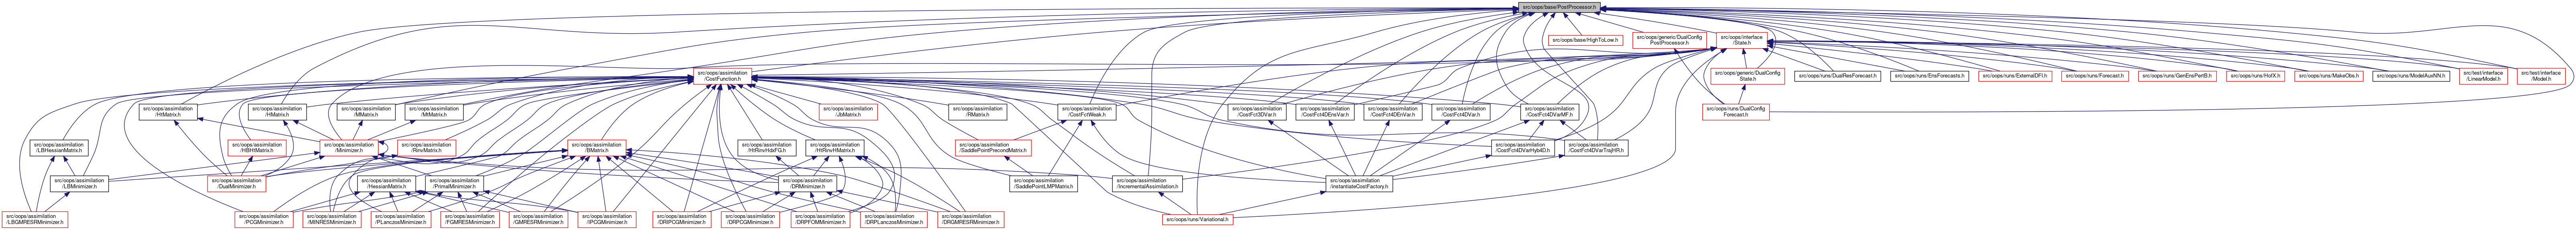 src/oops/base/PostProcessor.h
src/oops/base/HighToLow.h
src/oops/generic/DualConfig
PostProcessor.h
src/oops/interface
/State.h
src/oops/assimilation
/CostFunction.h
src/oops/generic/DualConfig
State.h
src/oops/runs/DualResForecast.h
src/oops/runs/EnsForecasts.h
src/oops/runs/ExternalDFI.h
src/oops/runs/Forecast.h
src/oops/runs/GenEnsPertB.h
src/oops/runs/HofX.h
src/oops/runs/MakeObs.h
src/oops/runs/ModelAuxNN.h
src/test/interface
/LinearModel.h
src/test/interface
/Model.h
src/oops/assimilation
/HtMatrix.h
src/oops/assimilation
/HMatrix.h
src/oops/assimilation
/MMatrix.h
src/oops/assimilation
/MtMatrix.h
src/oops/assimilation
/JbMatrix.h
src/oops/assimilation
/RMatrix.h
src/oops/assimilation
/CostFctWeak.h
src/oops/assimilation
/CostFct3DVar.h
src/oops/assimilation
/CostFct4DEnsVar.h
src/oops/assimilation
/CostFct4DEnVar.h
src/oops/assimilation
/CostFct4DVar.h
src/oops/assimilation
/CostFct4DVarMF.h
src/oops/runs/DualConfig
Forecast.h
src/oops/assimilation
/LBHessianMatrix.h
src/oops/assimilation
/HBHtMatrix.h
src/oops/assimilation
/Minimizer.h
src/oops/assimilation
/RinvMatrix.h
src/oops/assimilation
/BMatrix.h
src/oops/assimilation
/HtRinvHdxFG.h
src/oops/assimilation
/HtRinvHMatrix.h
src/oops/assimilation
/SaddlePointPrecondMatrix.h
src/oops/assimilation
/CostFct4DVarHyb4D.h
src/oops/assimilation
/CostFct4DVarTrajHR.h
src/oops/assimilation
/LBMinimizer.h
src/oops/assimilation
/DualMinimizer.h
src/oops/assimilation
/HessianMatrix.h
src/oops/assimilation
/PrimalMinimizer.h
src/oops/assimilation
/DRMinimizer.h
src/oops/assimilation
/SaddlePointLMPMatrix.h
src/oops/assimilation
/IncrementalAssimilation.h
src/oops/assimilation
/instantiateCostFactory.h
src/oops/assimilation
/LBGMRESRMinimizer.h
src/oops/assimilation
/PCGMinimizer.h
src/oops/assimilation
/MINRESMinimizer.h
src/oops/assimilation
/PLanczosMinimizer.h
src/oops/assimilation
/FGMRESMinimizer.h
src/oops/assimilation
/GMRESRMinimizer.h
src/oops/assimilation
/IPCGMinimizer.h
src/oops/assimilation
/DRIPCGMinimizer.h
src/oops/assimilation
/DRPCGMinimizer.h
src/oops/assimilation
/DRPFOMMinimizer.h
src/oops/assimilation
/DRPLanczosMinimizer.h
src/oops/assimilation
/DRGMRESRMinimizer.h
src/oops/runs/Variational.h